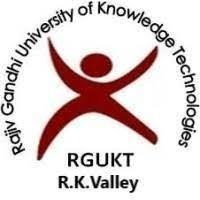 Rajiv Gandhi University of Knowledge Technologies
RGUKT
R.K.Valley